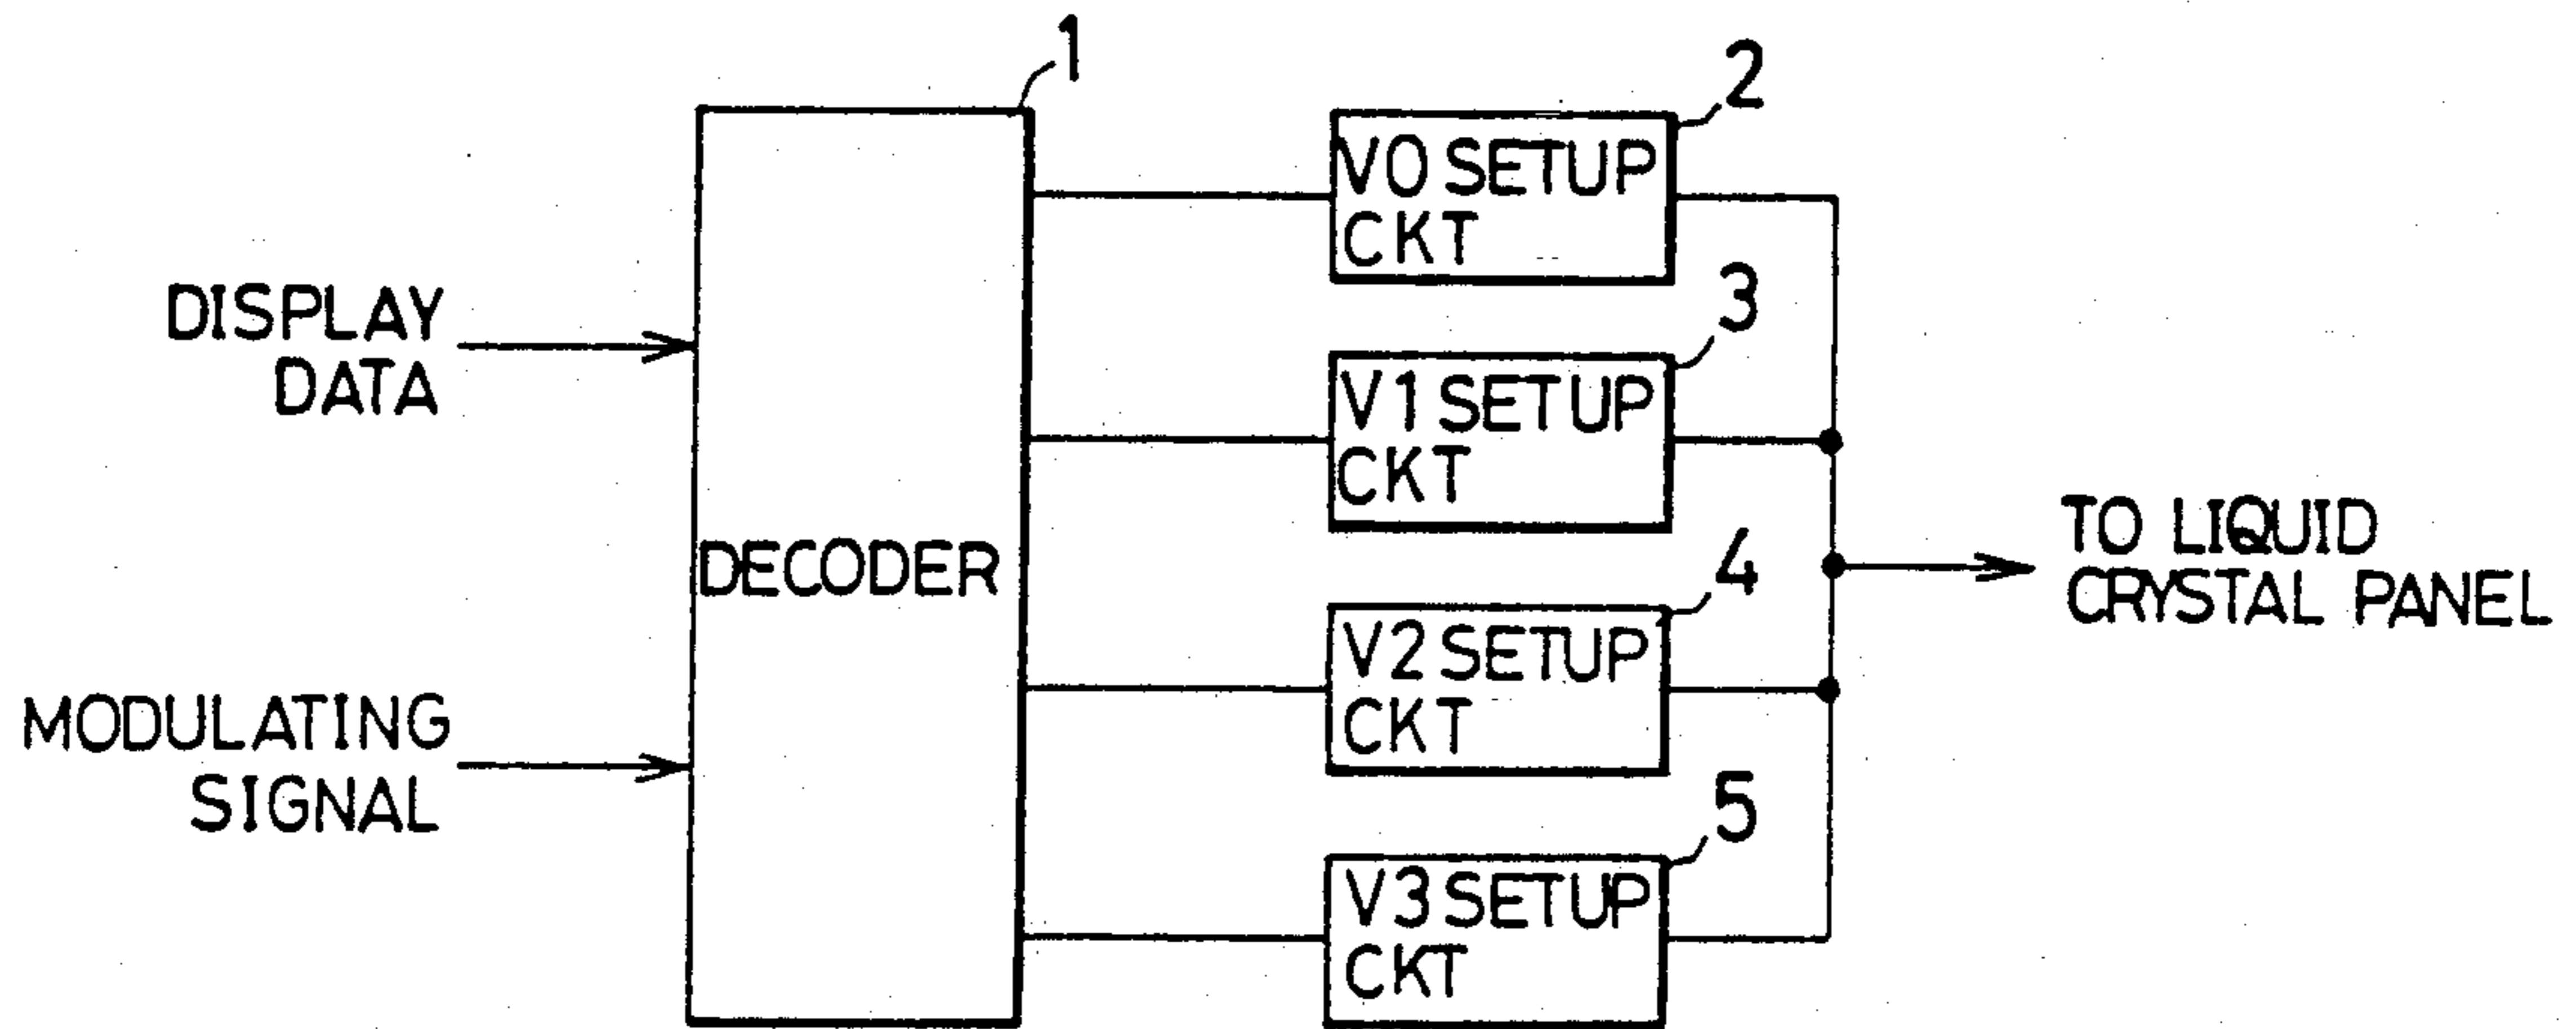 1
2
V0 SETUP
CKT
DISPLAY
DATA
3
V1 SETUP
CKT
TO LIQUID
CRYSTAL PANEL
DECODER
4
V2 SETUP
CKT
MODULATING
SIGNAL
5
V3 SETUP
CKT